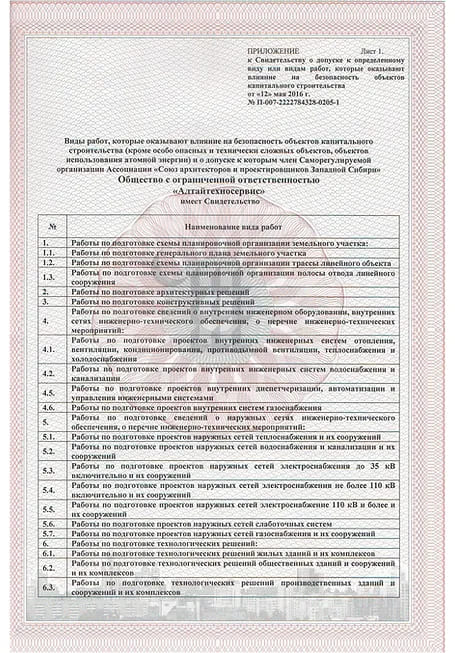 ПРИЛОЖЕНИЕ Лист 1.
к Свидетельству о допуске к определенному
виду или видам работ, которые оказывают
влияние на безопасность объектов
капитального строительства
от «12» мая 2016 г.
№ П-007-2222784328-0205-1
Виды работ, которые оказывают влияние на безопасность объектов капитального
строительства (кроме особо опасных и технически сложных объектов, объектов
использования атомной энергии) и о допуске к которым член Саморегулируемой
организации Ассоциации «Союз архитекторов и проектировщиков Западной Сибири»
Общество с ограниченной ответственностью
«Алтайтехносервис»
имеет Свидетельство
№ Наименование вида работ
1. Работы по подготовке схемы планировочной организации земельного участка:
1.1. Работы по подготовке генерального плана земельного участка
1.2. Работы по подготовке схемы планировочной организации трассы линейного объекта
1.3. Работы по подготовке схемы планировочной организации полосы отвода линейного
сооружения
2. Работы по подготовке архитектурных решений
3. Работы по подготовке конструктивных решений
4. Работы по подготовке сведений о внутреннем инженерном оборудовании, внутренних
сетях инженерно-технического обеспечения, о перечне инженерно-технических
мероприятий:
4.1. Работы по подготовке проектов внутренних инженерных систем отопления,
вентиляции, кондиционирования, противодымной вентиляции, теплоснабжения и
холодоснабжения
4.2. Работы по подготовке проектов внутренних инженерных систем водоснабжения и
канализации
4.5. Работы по подготовке проектов внутренних диспетчеризации, автоматизации и
управления инженерными системами
4.6. Работы по подготовке проектов внутренних систем газоснабжения
5. Работы по подготовке сведений о наружных сетях инженерно-технического
обеспечения, о перечне инженерно-технических мероприятий:
5.1. Работы по подготовке проектов наружных сетей теплоснабжения и их сооружений
5.2. Работы по подготовке проектов наружных сетей водоснабжения и канализации и их
сооружений
5.3. Работы по подготовке проектов наружных сетей электроснабжения до 35 кВ
включительно и их сооружений
5.4. Работы по подготовке проектов наружных сетей электроснабжения не более 110 кВ
включительно и их сооружений
5.5. Работы по подготовке проектов наружных сетей электроснабжение 110 кВ и более и
их сооружений
5.6. Работы по подготовке проектов наружных сетей слаботочных систем
5.7. Работы по подготовке проектов наружных сетей газоснабжения и их сооружений
6. Работы по подготовке технологических решений:
6.1. Работы по подготовке технологических решений жилых зданий и их комплексов
6.2. Работы по подготовке технологических решений общественных зданий и сооружений
и их комплексов
6.3. Работы по подготовке технологических решений производственных зданий и
сооружений и их комплексов